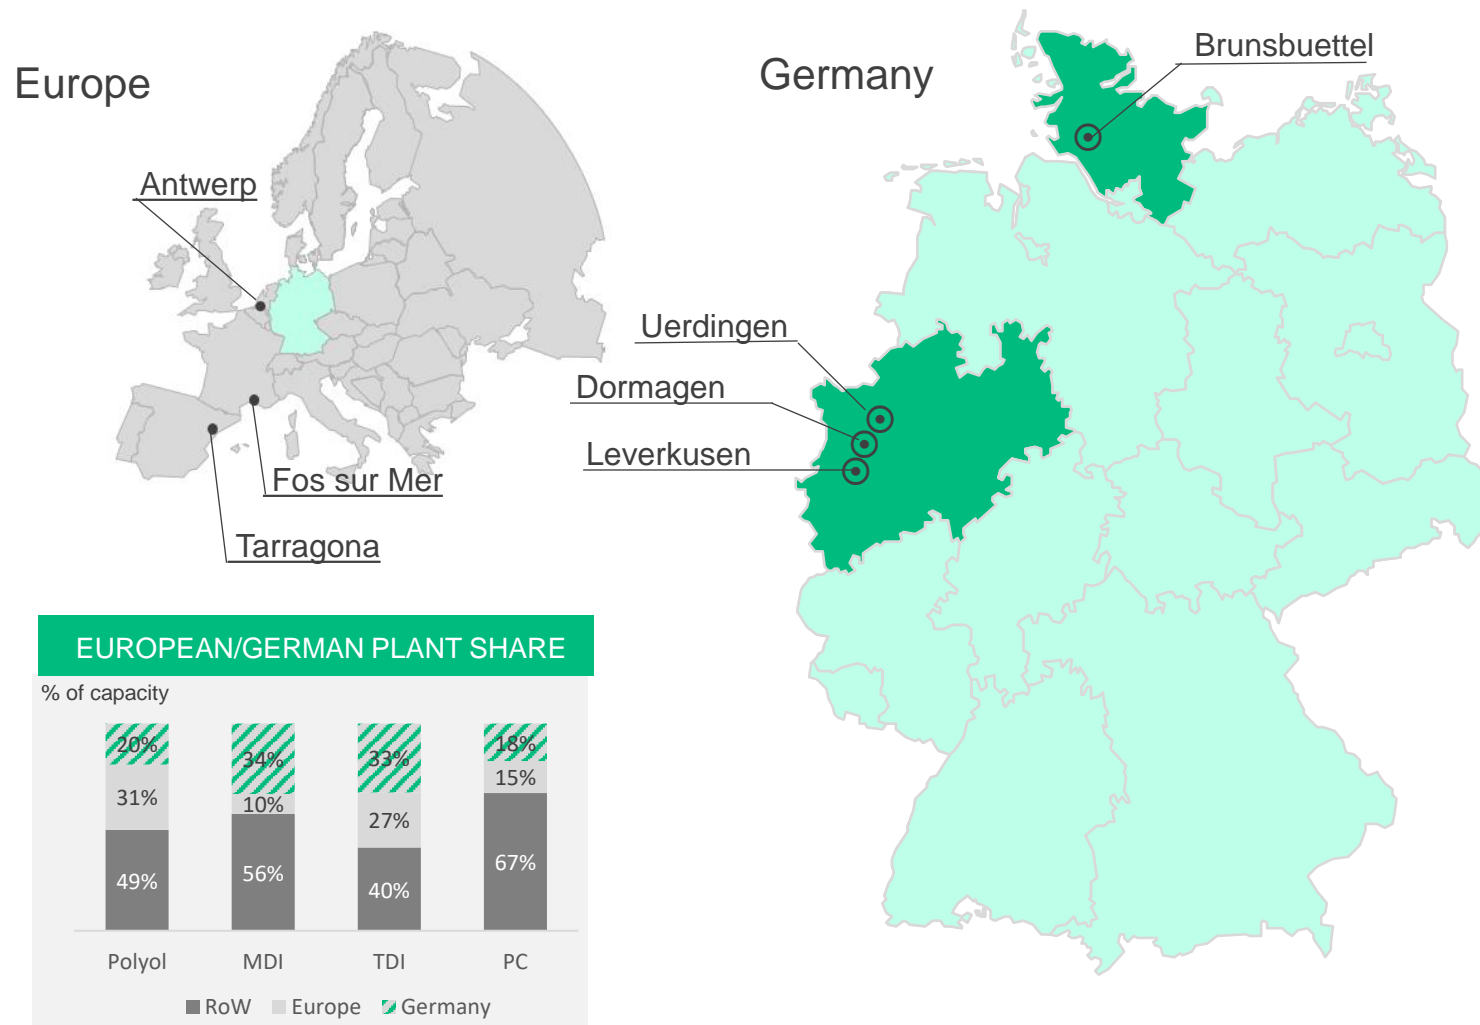 Europe
Antwerp
Fos sur Mer
Tarragona
Germany
Brunsbuettel
Uerdingen
Dormagen
Leverkusen
EUROPEAN/GERMAN PLANT SHARE
% of capacity
20% 34% 33% 18%
31% 10% 27% 15%
49% 56% 40% 67%
Polyol MDI TDI PC
RoW Europe Germany